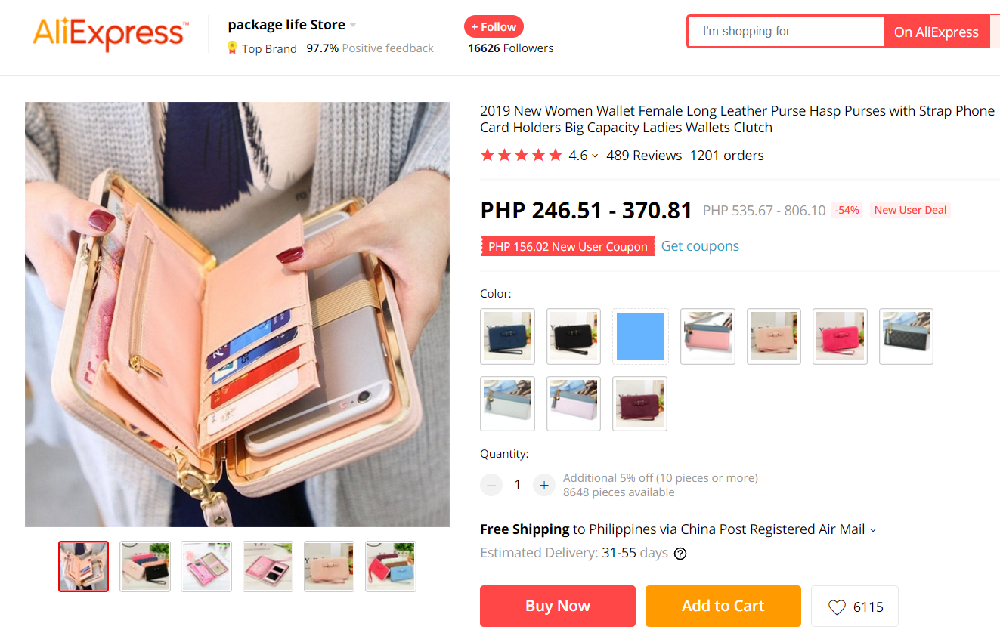 AliExpress™
package life Store
Top Brand 97.7% Positive feedback
+ Follow
16626 Followers
I'm shopping for...
On AliExpress
2019 New Women Wallet Female Long Leather Purse Hasp Purses with Strap Phone
Card Holders Big Capacity Ladies Wallets Clutch
4.6 489 Reviews 1201 orders
PHP 246.51 - 370.81 PHP 535.67 - 806.10 -54% New User Deal
PHP 156.02 New User Coupon Get coupons
Color:
Quantity:
1
Additional 5% off (10 pieces or more)
8648 pieces available
Free Shipping to Philippines via China Post Registered Air Mail
Estimated Delivery: 31-55 days ?
Buy Now
Add to Cart
6115